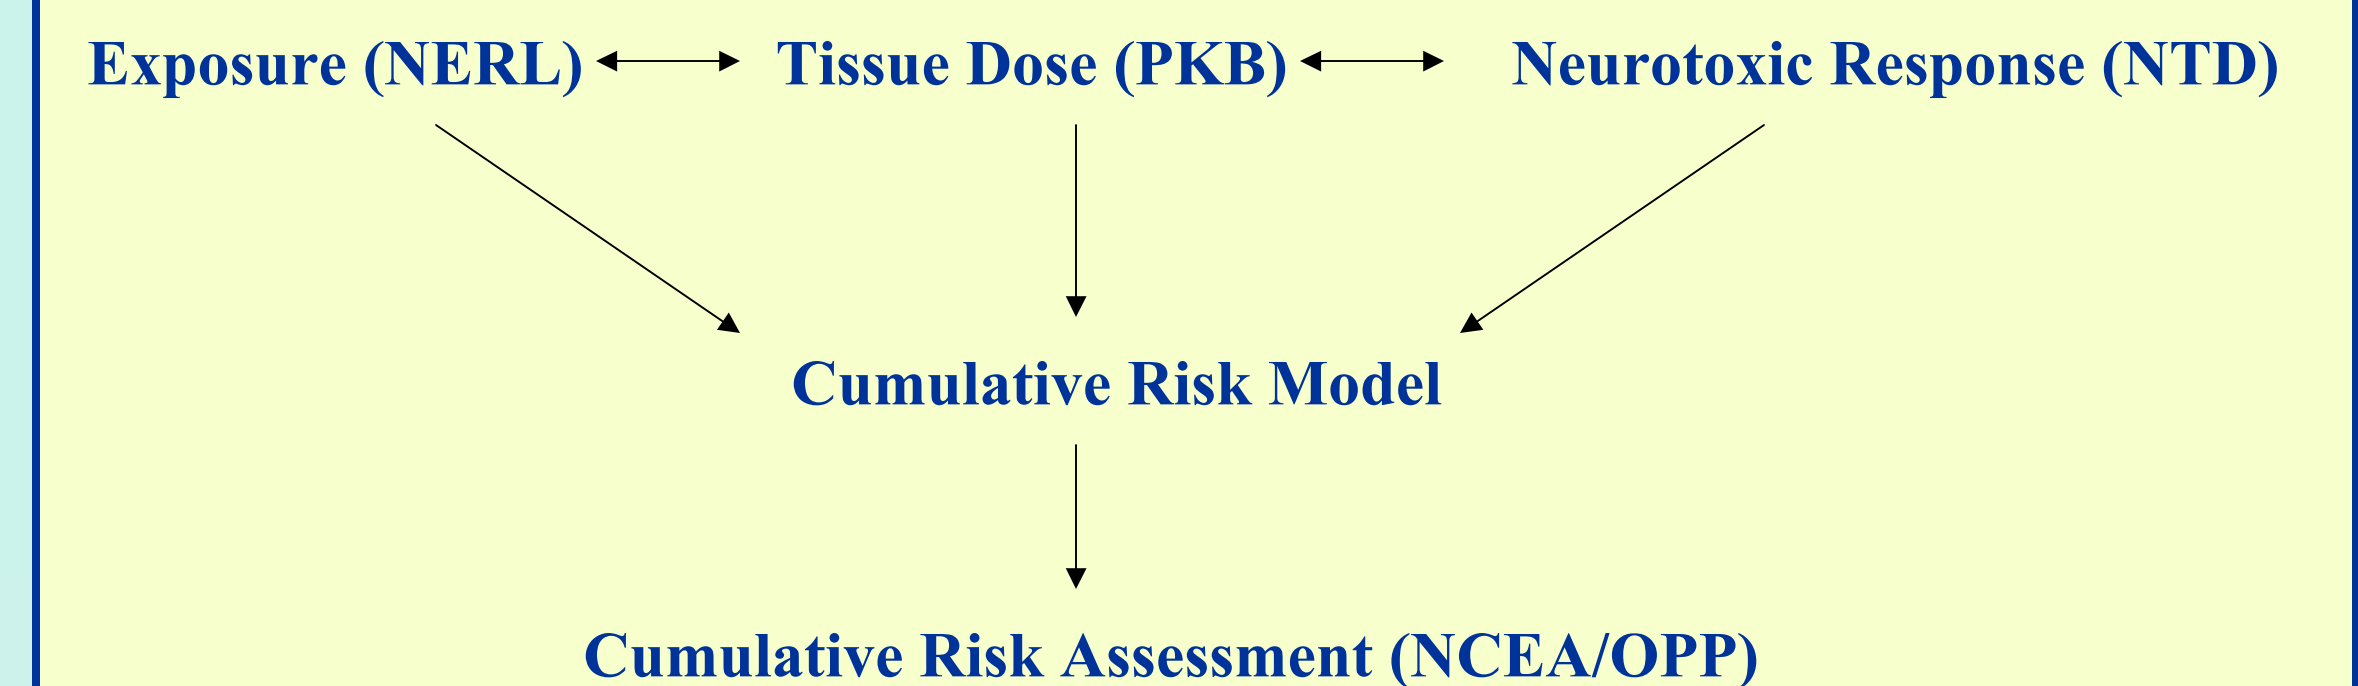 Exposure (NERL) Tissue Dose (PKB) Neurotoxic Response (NTD)
Cumulative Risk Model
Cumulative Risk Assessment (NCEA/OPP)